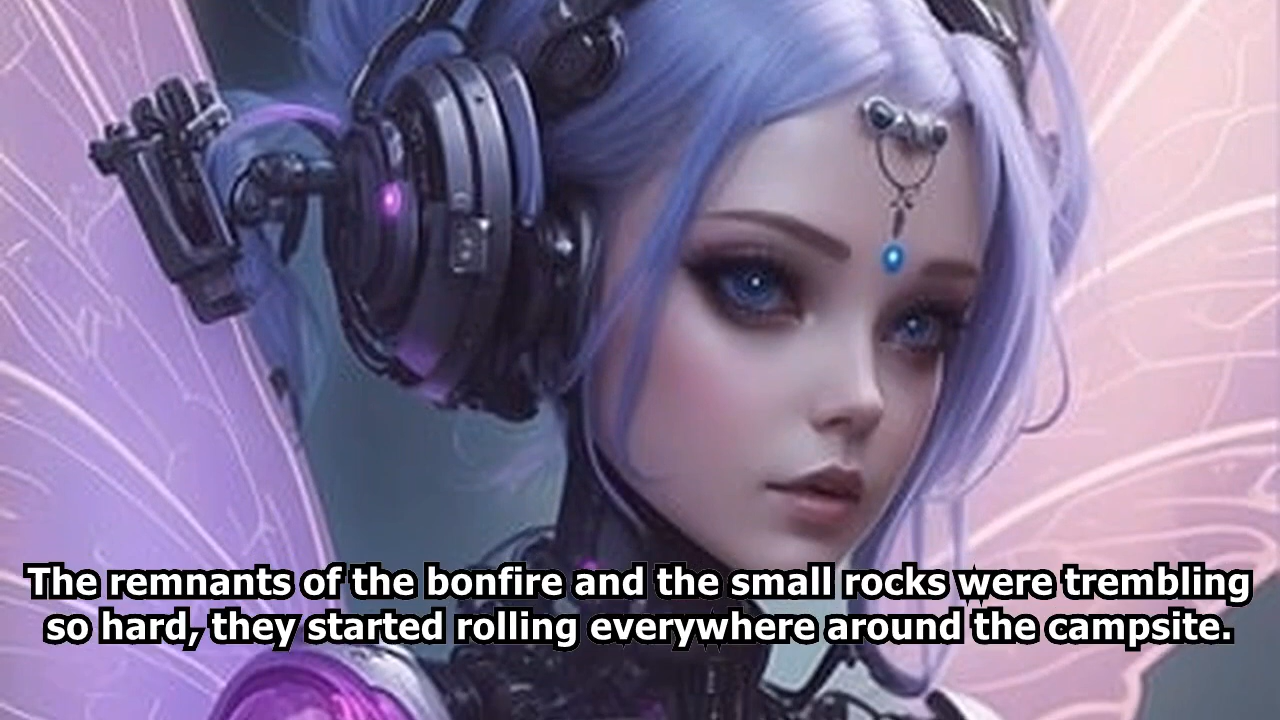 The remnants of the bonfire and the small rocks were trembling
so hard, they started rolling everywhere around the campsite.